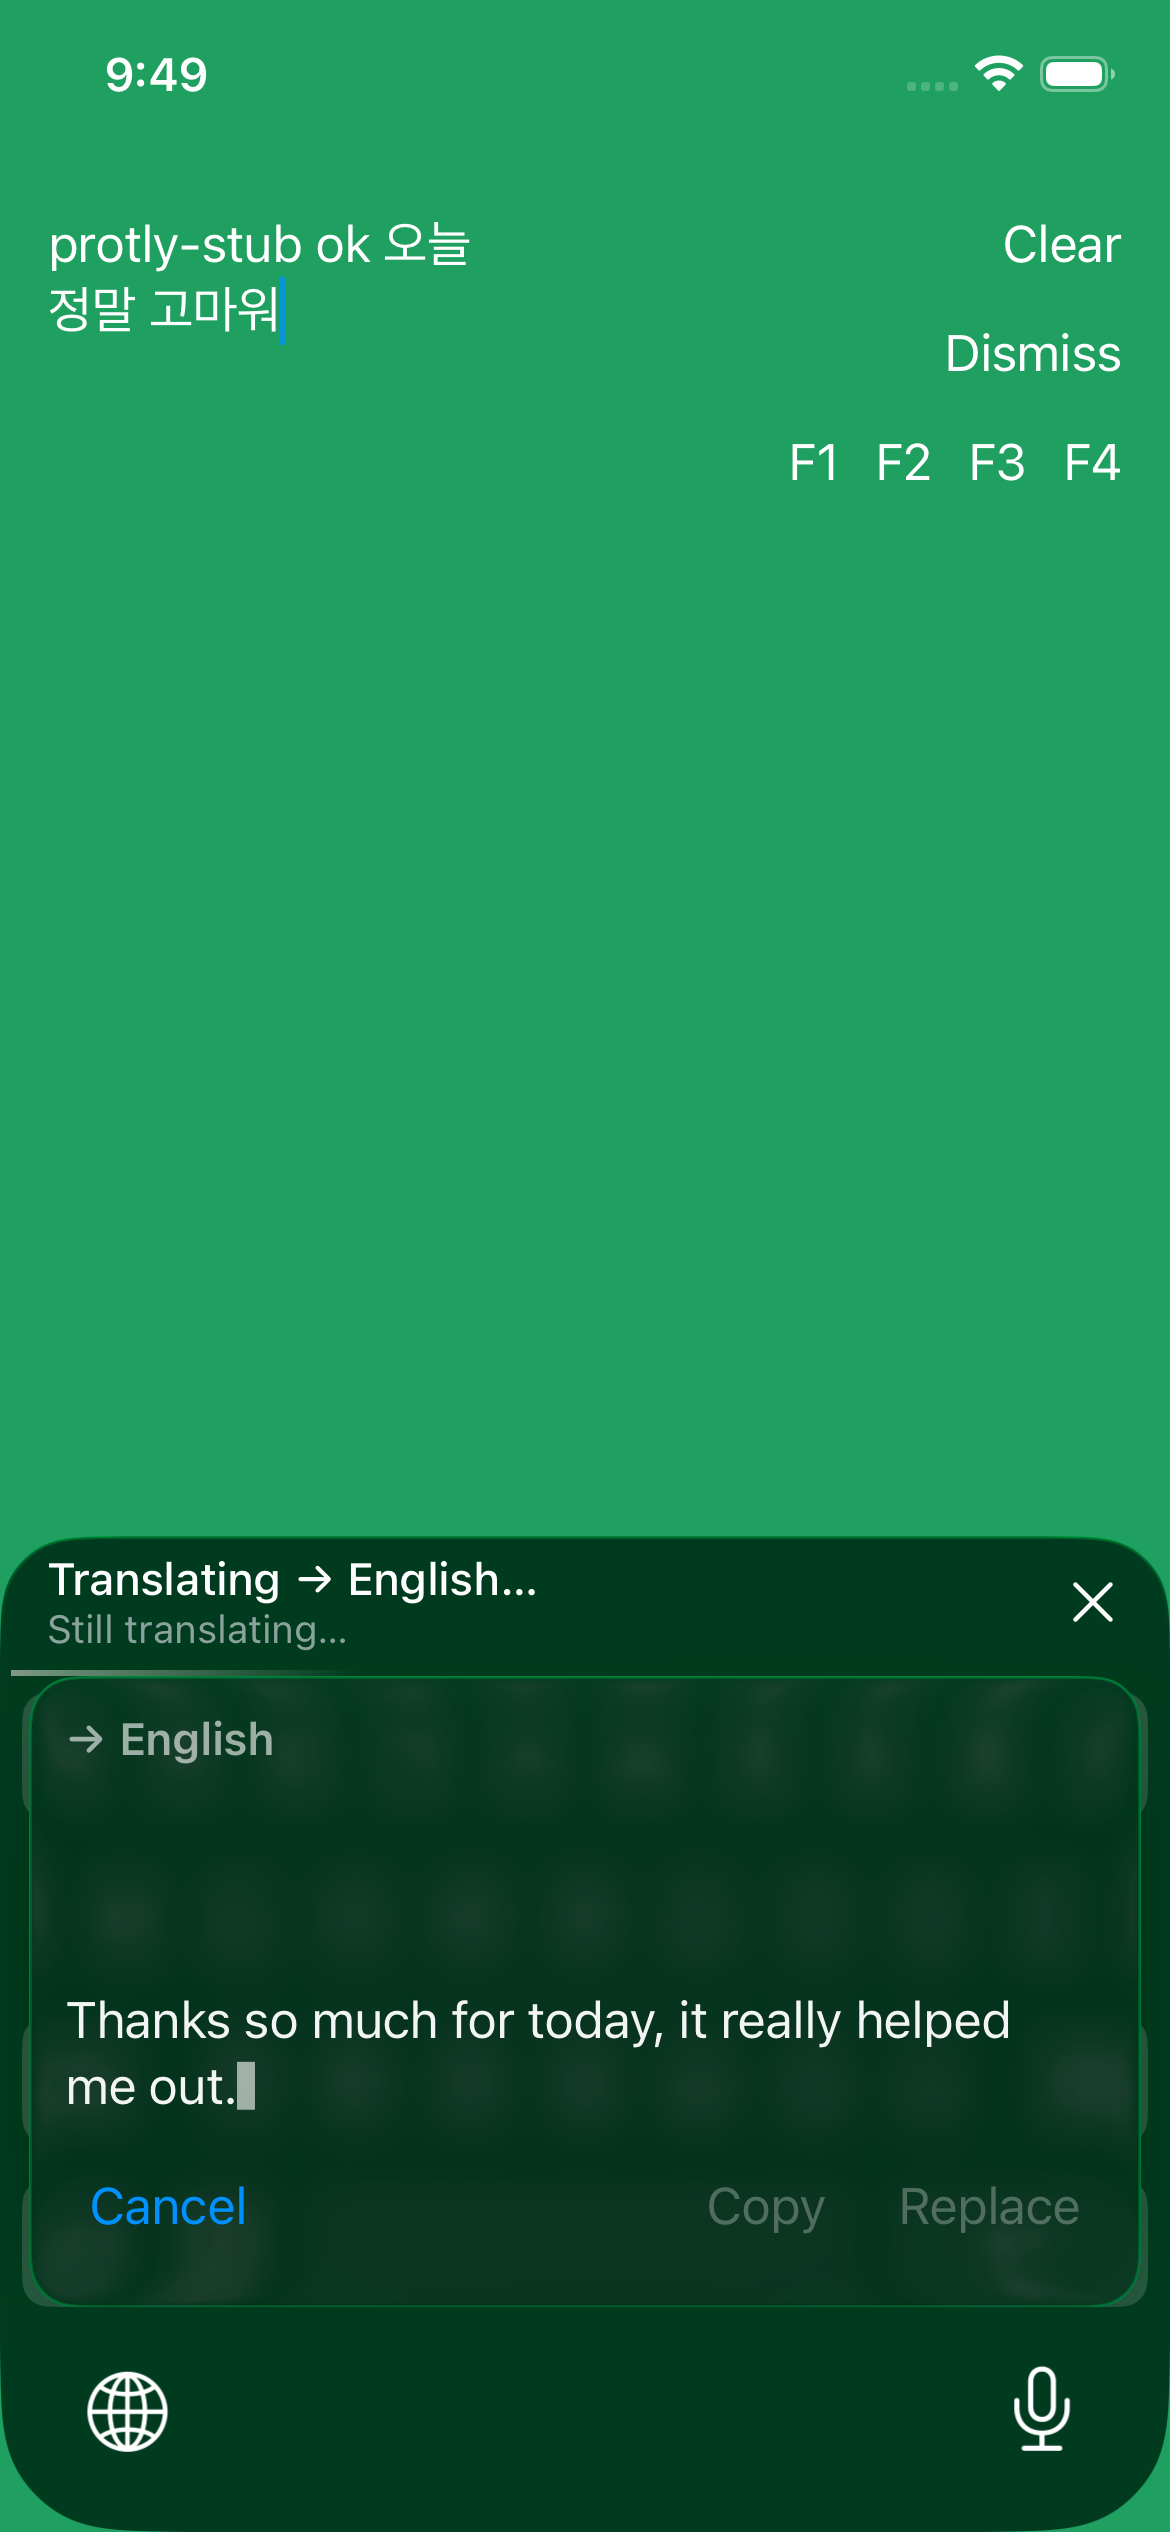 9:49
protly-stub ok 오늘
정말 고마워
Clear
Dismiss
F1 F2 F3 F4
Translating → English...
Still translating...
→ English
Thanks so much for today, it really helped
me out.
Cancel Copy Replace